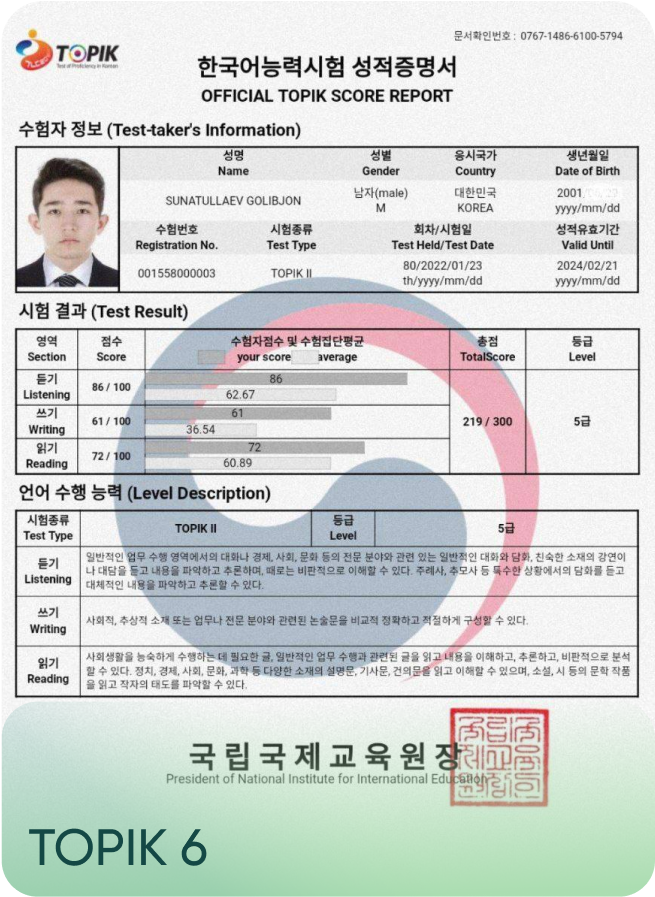 문서확인번호 : 0767-1486-6100-5794
TOPIK
Test of Proficiency in Korean
한국어능력시험 성적증명서
OFFICIAL TOPIK SCORE REPORT
수험자 정보 (Test-taker's Information)
성명 성별 응시국가 생년월일
Name Gender Country Date of Birth
SUNATULLAEV GOLIBJON 남자(male) 대한민국 2001
M KOREA yyyy/mm/dd
수험번호 시험종류 회차/시험일 성적유효기간
Registration No. Test Type Test Held/Test Date Valid Until
001558000003 TOPIK II 80/2022/01/23 2024/02/21
th/yyyy/mm/dd yyyy/mm/dd
시험 결과 (Test Result)
영역 점수 수험자점수 및 수험집단평균 총점 등급
Section Score your score average TotalScore Level
듣기 86 / 100 86
Listening 62.67
쓰기 61 / 100 61 219 / 300 5급
Writing 36.54
읽기 72 / 100 72
Reading 60.89
언어 수행 능력 (Level Description)
시험종류 TOPIK II 등급 5급
Test Type Level
듣기 일반적인 업무 수행 영역에서의 대화나 경제, 사회, 문화 등의 전문 분야와 관련 있는 일반적인 대화와 담화, 친숙한 소재의 강연이
Listening 나 대담을 듣고 내용을 파악하고 추론하며, 때로는 비판적으로 이해할 수 있다. 주례사, 추모사 등 특수한 상황에서의 담화를 듣고
대체적인 내용을 파악하고 추론할 수 있다.
쓰기 사회적, 추상적 소재 또는 업무나 전문 분야와 관련된 논술문을 비교적 정확하고 적절하게 구성할 수 있다.
Writing
읽기 사회생활을 능숙하게 수행하는 데 필요한 글, 일반적인 업무 수행과 관련된 글을 읽고 내용을 이해하고, 추론하고, 비판적으로 분석
Reading 할 수 있다. 정치, 경제, 사회, 문화, 과학 등 다양한 소재의 설명문, 기사문, 건의문를 읽고 이해할 수 있으며, 소설, 시 등의 문학 작품
을 읽고 작자의 태도를 파악할 수 있다.
국립국제교육원장
President of National Institute for International Education
TOPIK 6